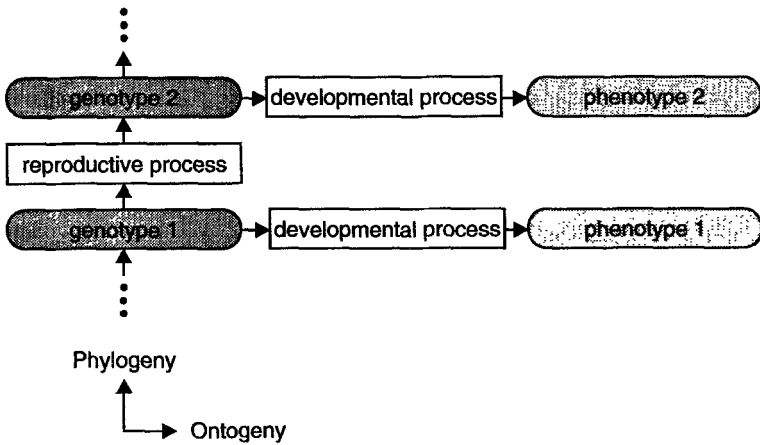 genotype 2 developmental process phenotype 2
reproductive process
genotype 1 developmental process phenotype 1
Phylogeny
Ontogeny